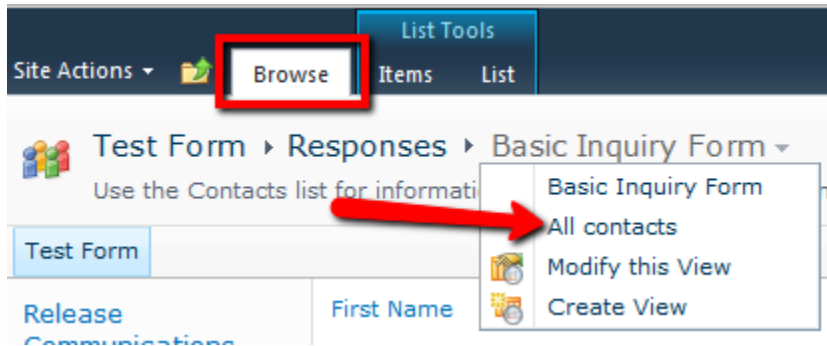 List Tools
Site Actions Browse Items List
Test Form Responses Basic Inquiry Form
Use the Contacts list for informati
Basic Inquiry Form
All contacts
Modify this View
Create View
Test Form
Release
Communications
First Name